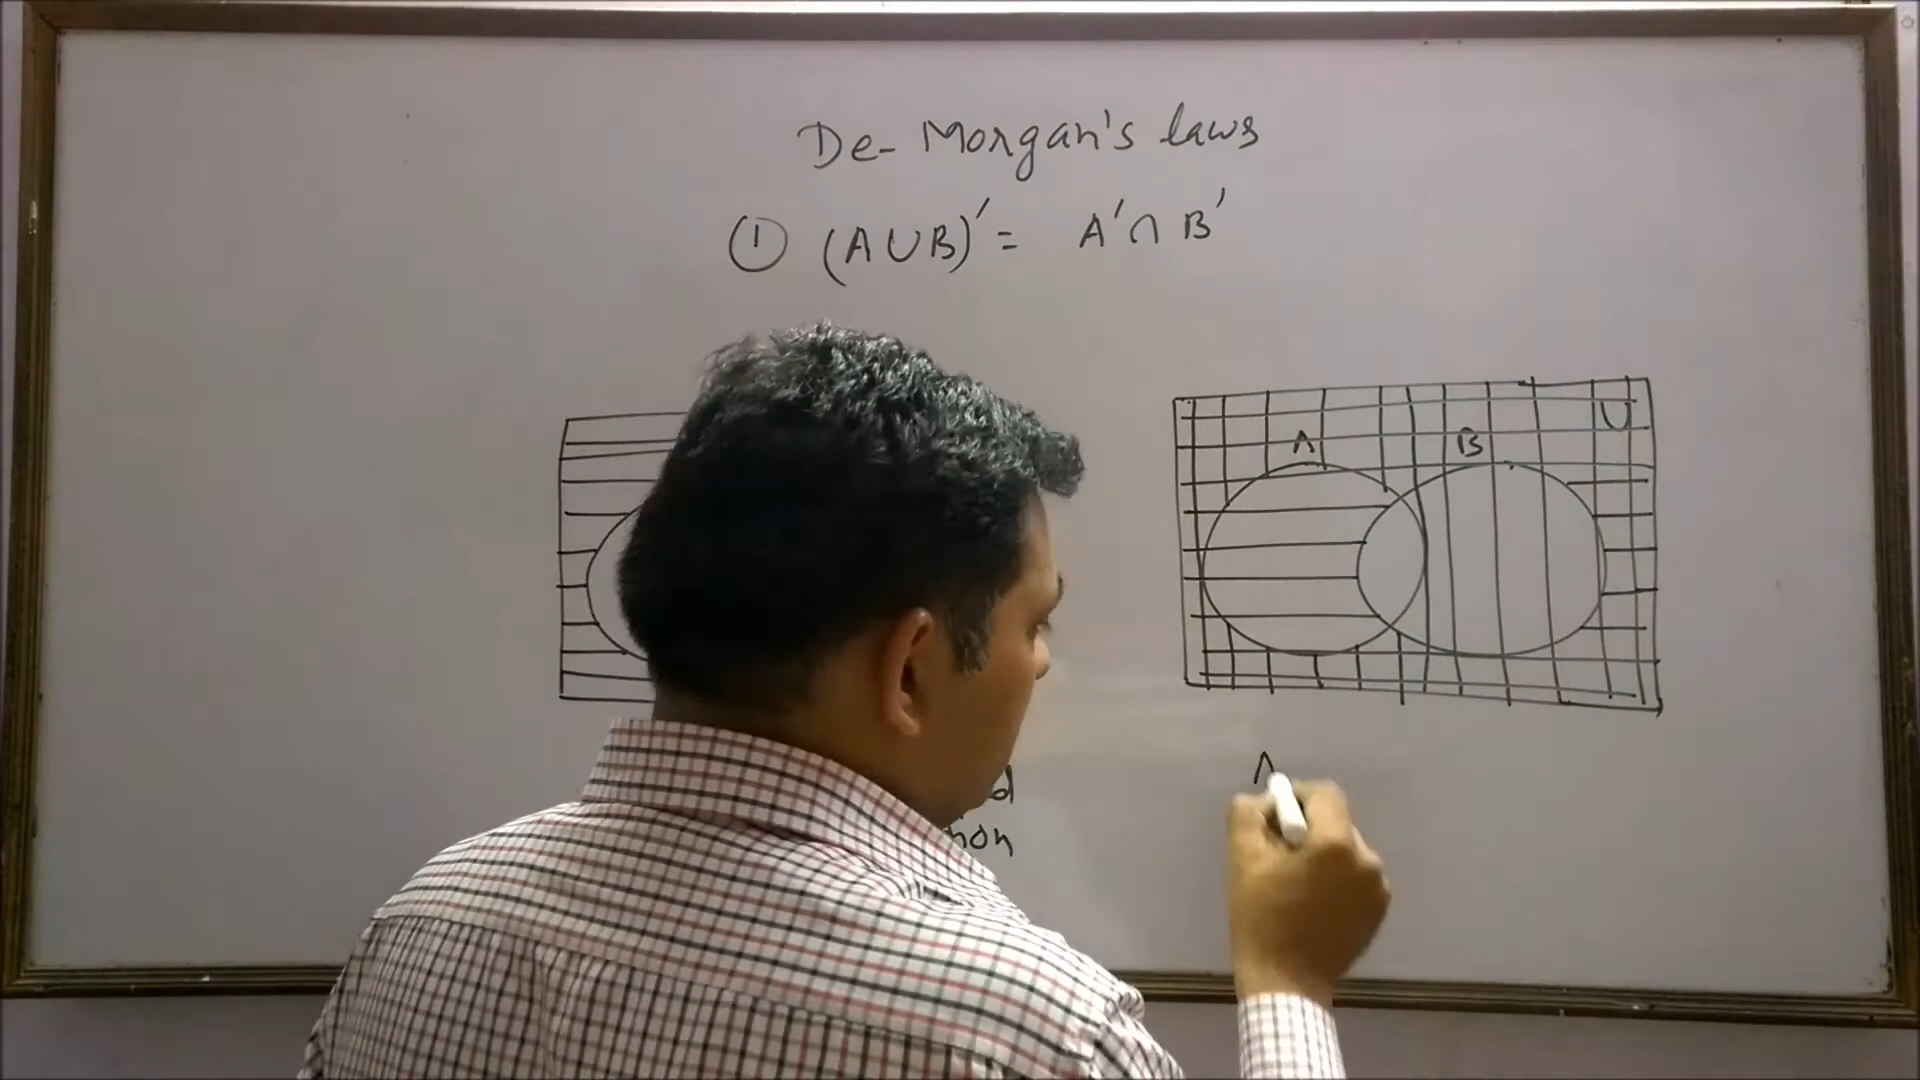 De-Morgan's laws
① (A∪B)′ = A′∩B′
A B U
A